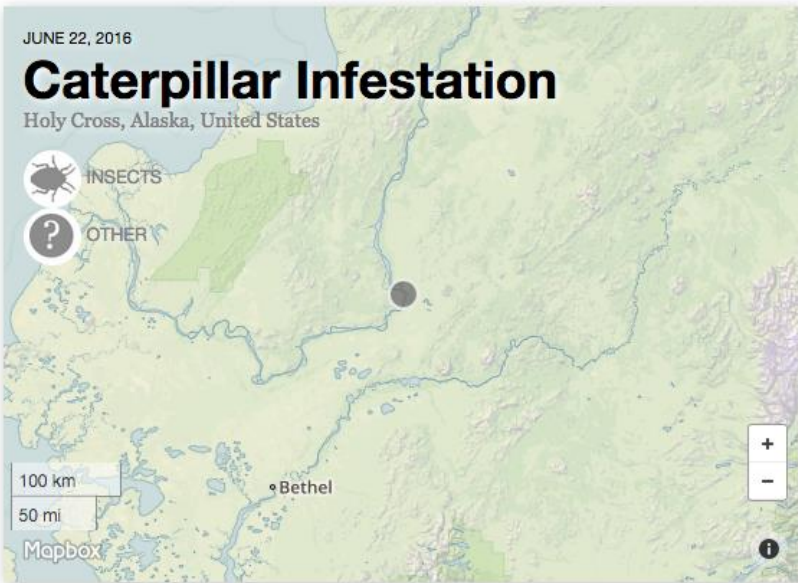 JUNE 22, 2016
Caterpillar Infestation
Holy Cross, Alaska, United States
INSECTS
? OTHER
+
−
100 km
50 mi
Bethel
Mapbox
i